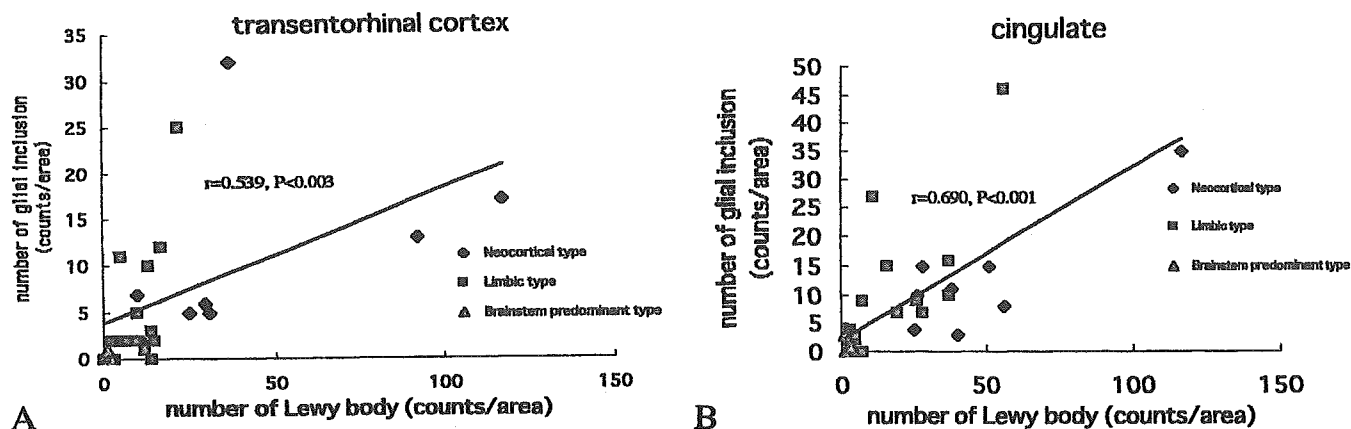 transentorhinal cortex
35
30
25
20
15
10
5
0
number of glial inclusion
(counts/area)
r=0.539, P<0.003
Neocortical type
Limbic type
Brainstem predominant type
0 50 100 150
number of Lewy body (counts/area)
A
cingulate
50
45
40
35
30
25
20
15
10
5
0
number of glial inclusion
(counts/area)
r=0.690, P<0.001
Neocortical type
Limbic type
Brainstem predominant type
0 50 100 150
number of Lewy body (counts/area)
B